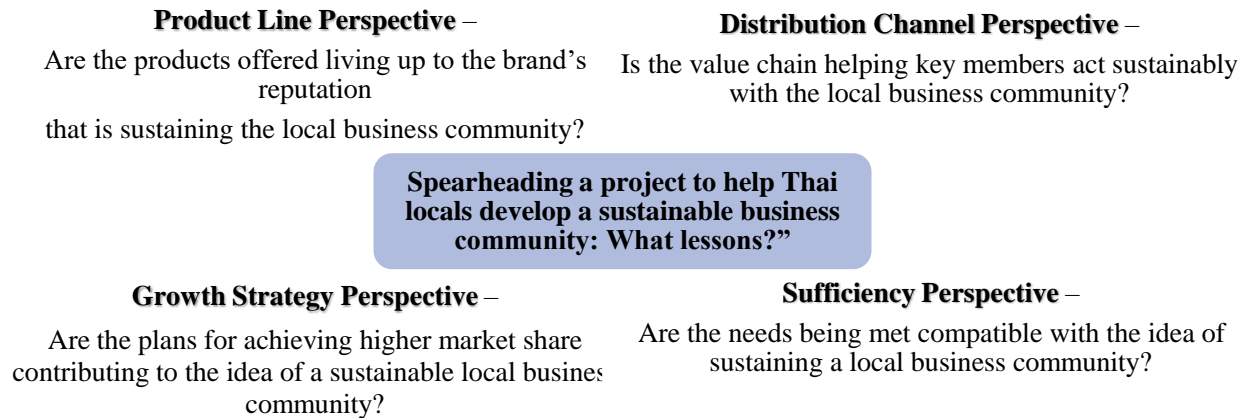 Product Line Perspective –
Are the products offered living up to the brand’s
reputation
that is sustaining the local business community?
Distribution Channel Perspective –
Is the value chain helping key members act sustainably
with the local business community?
Spearheading a project to help Thai
locals develop a sustainable business
community: What lessons?”
Growth Strategy Perspective –
Are the plans for achieving higher market share
contributing to the idea of a sustainable local busines
community?
Sufficiency Perspective –
Are the needs being met compatible with the idea of
sustaining a local business community?